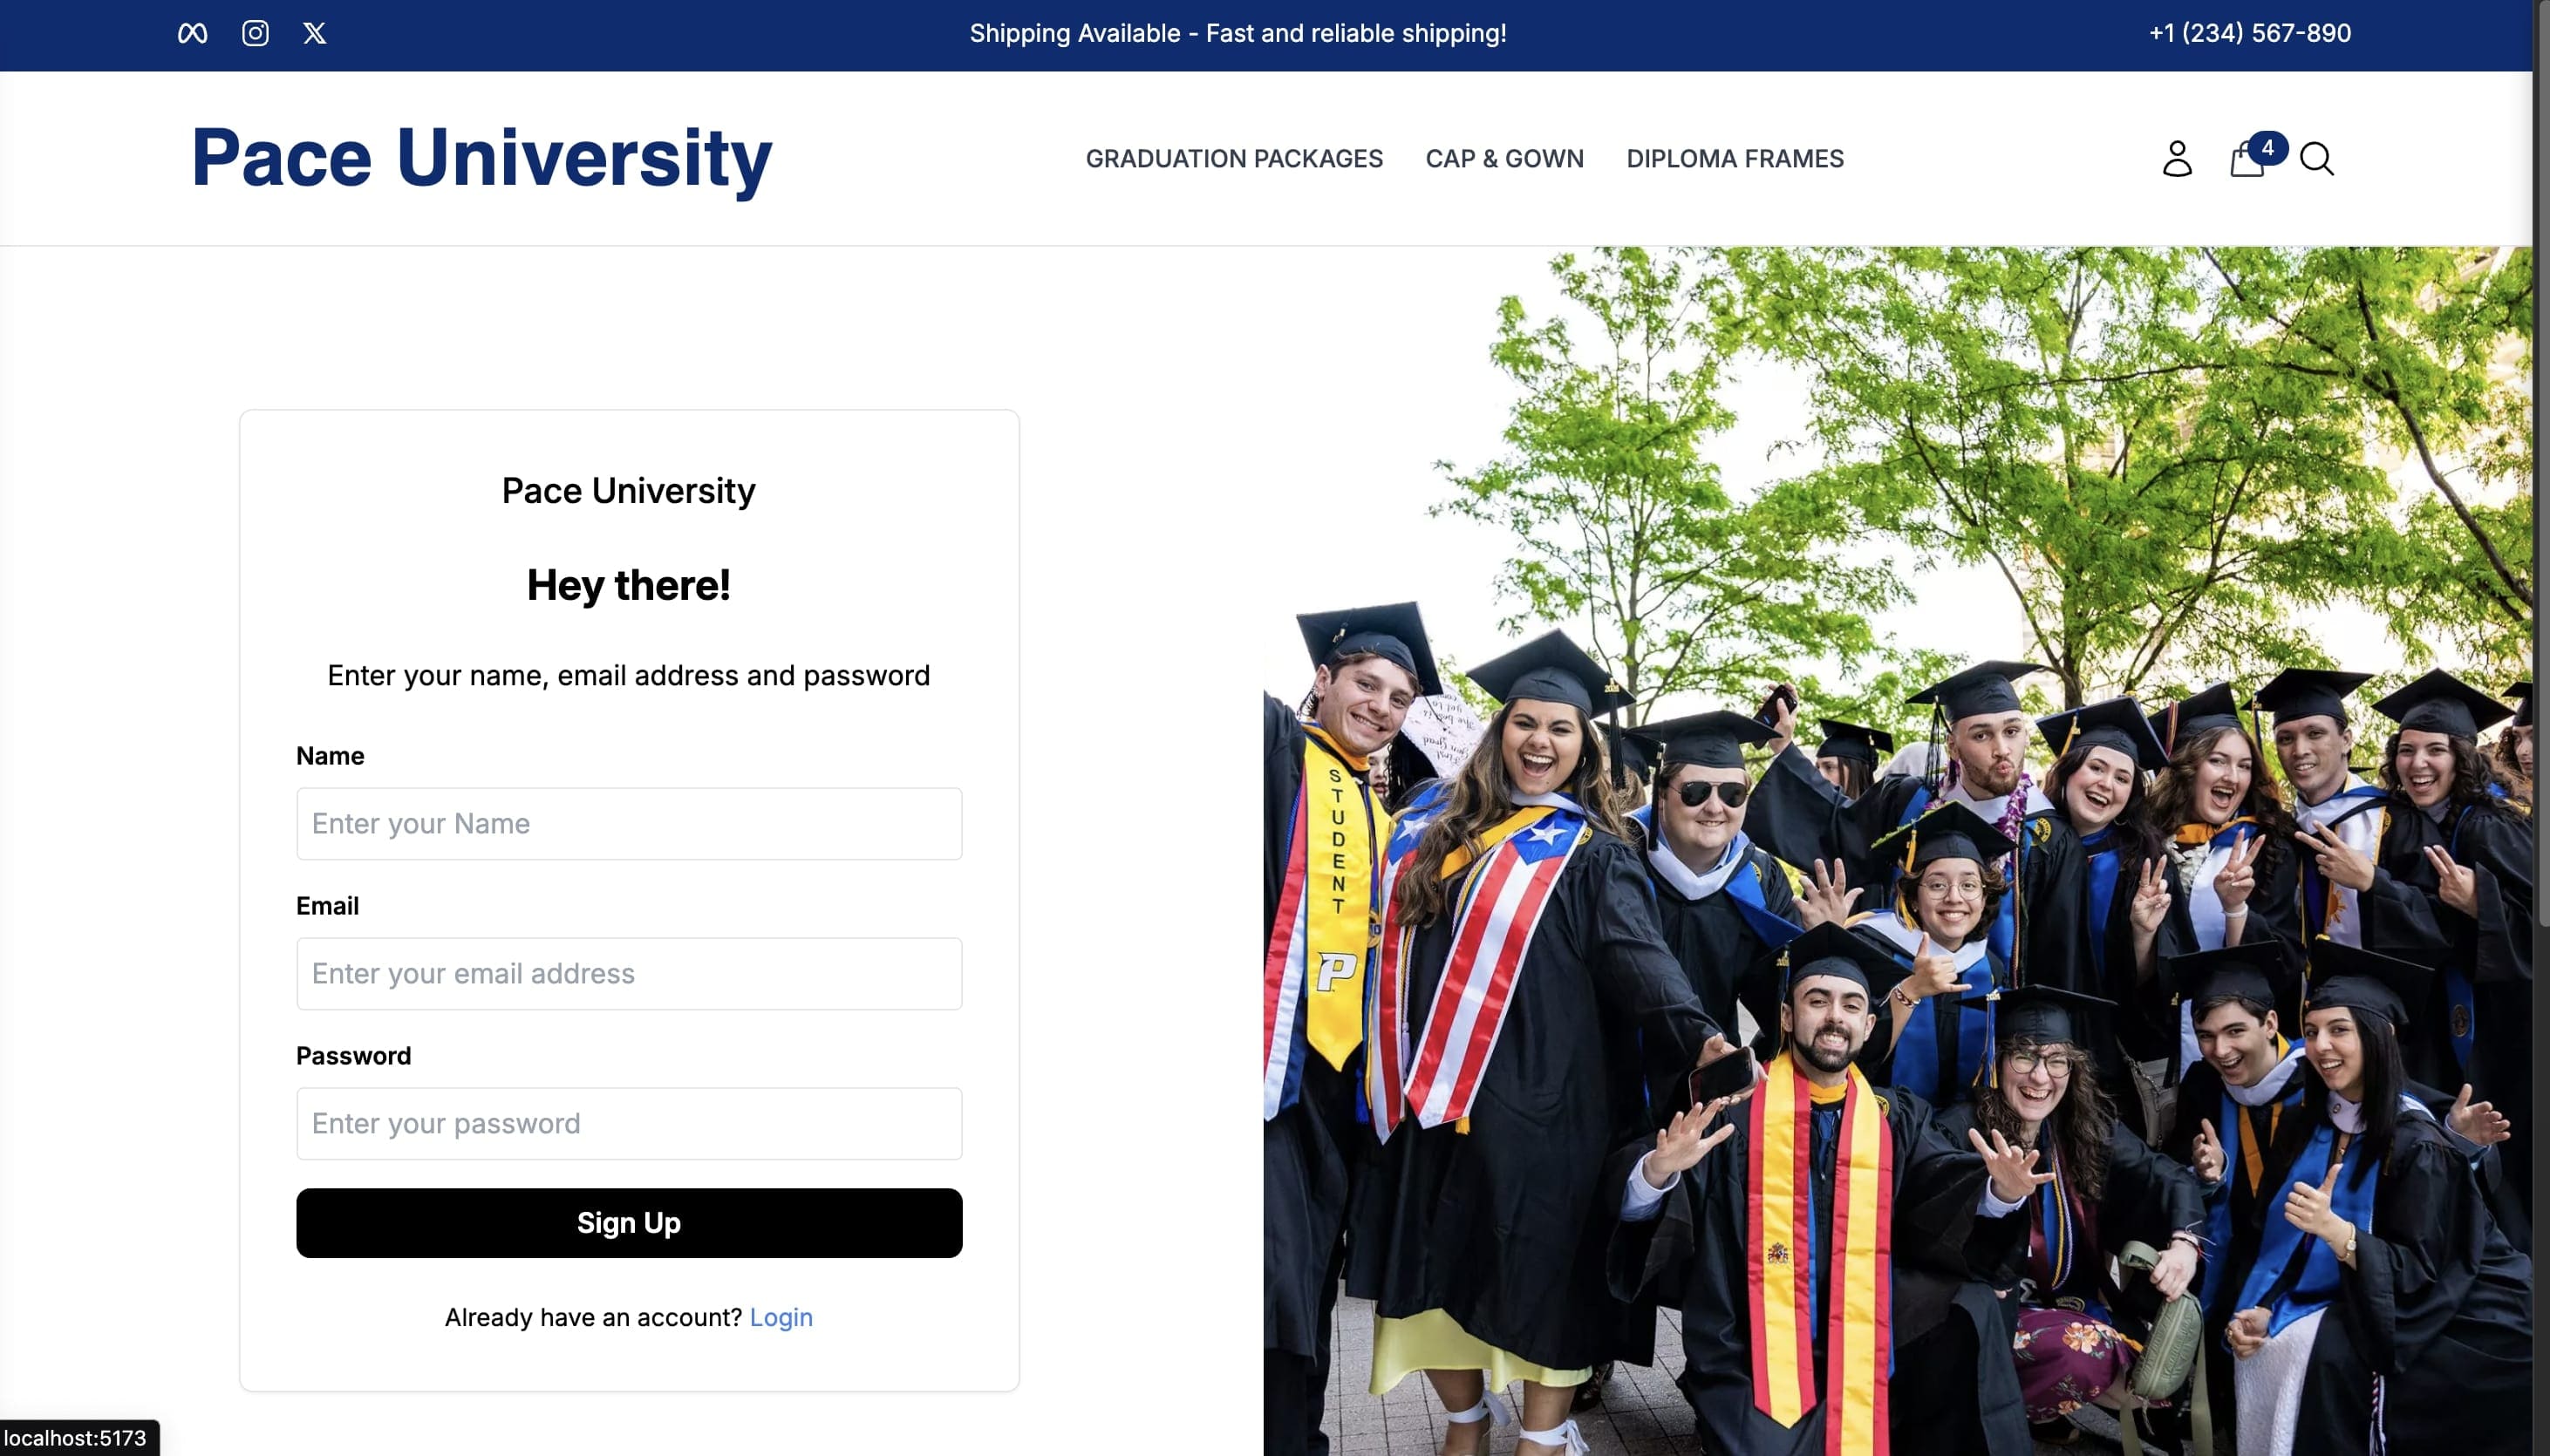 Shipping Available - Fast and reliable shipping!
+1 (234) 567-890
Pace University
GRADUATION PACKAGES
CAP & GOWN
DIPLOMA FRAMES
4
Pace University
Hey there!
Enter your name, email address and password
Name
Enter your Name
Email
Enter your email address
Password
Enter your password
Sign Up
Already have an account? Login
STUDENT
P
localhost:5173